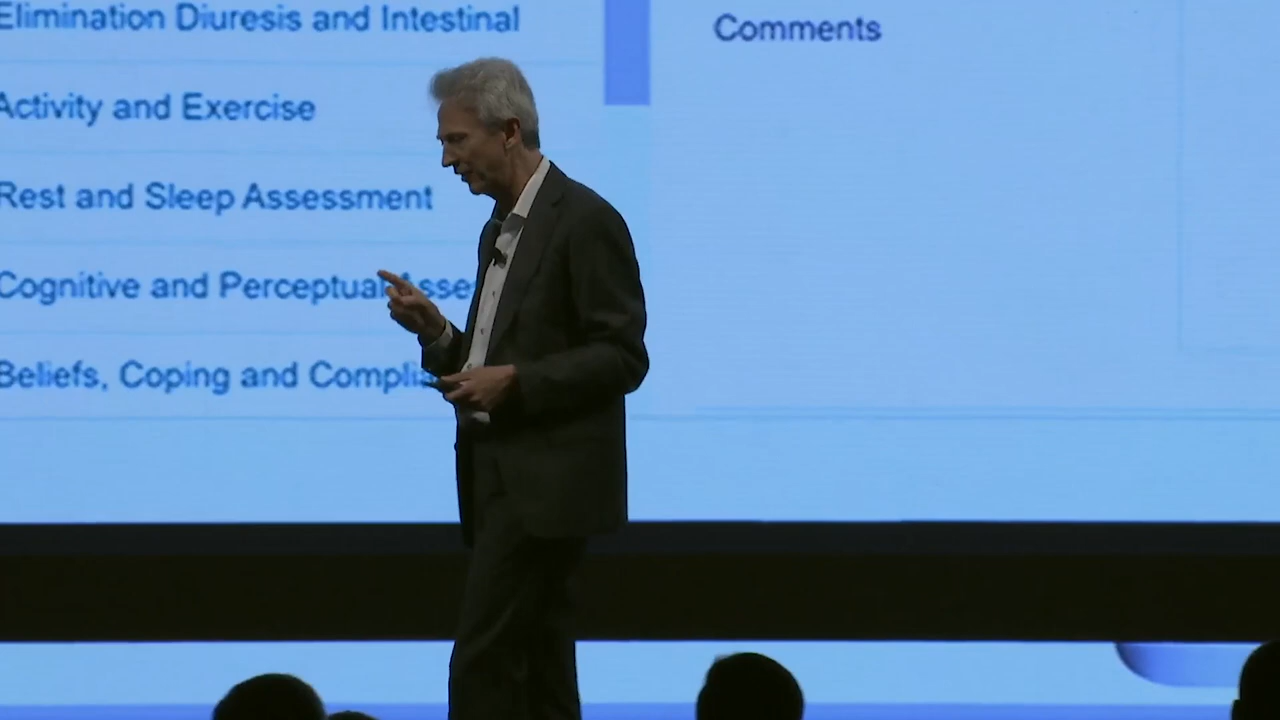 Elimination Diuresis and Intestinal
Comments
Activity and Exercise
Rest and Sleep Assessment
Cognitive and Perceptual
Beliefs, Coping and